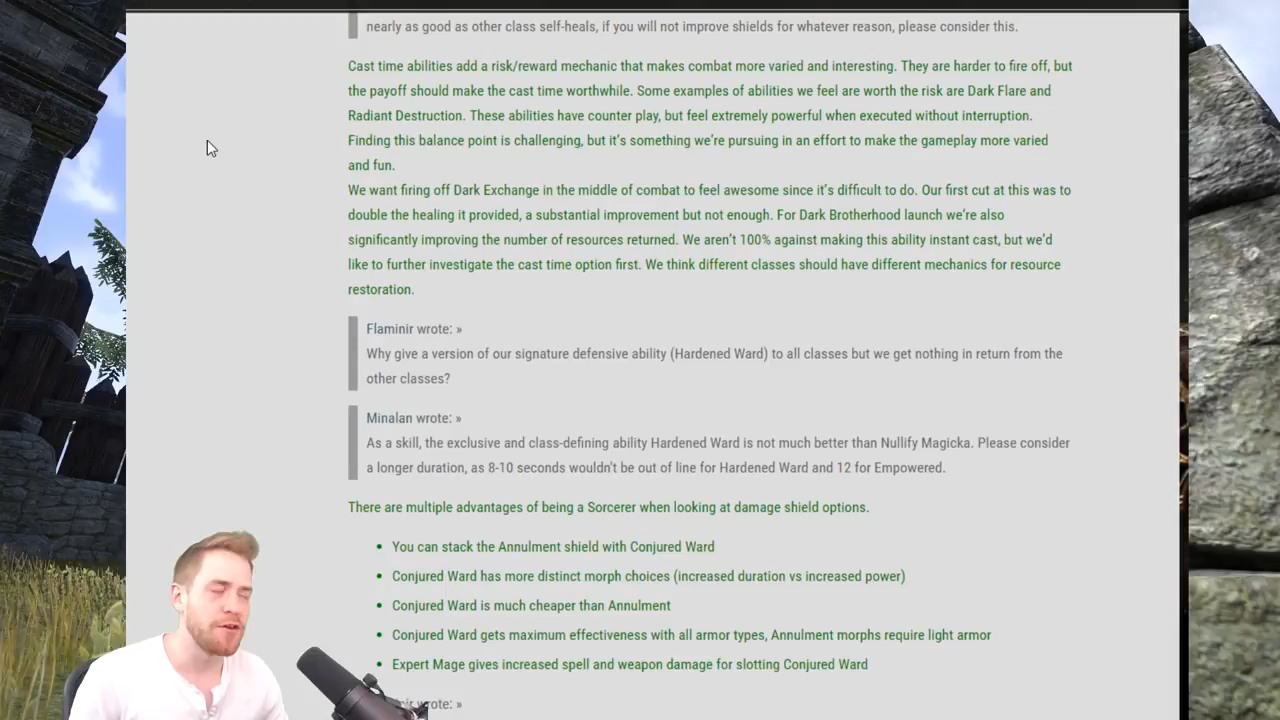 nearly as good as other class self-heals, if you will not improve shields for whatever reason, please consider this.
Cast time abilities add a risk/reward mechanic that makes combat more varied and interesting. They are harder to fire off, but
the payoff should make the cast time worthwhile. Some examples of abilities we feel are worth the risk are Dark Flare and
Radiant Destruction. These abilities have counter play, but feel extremely powerful when executed without interruption.
Finding this balance point is challenging, but it's something we're pursuing in an effort to make the gameplay more varied
and fun.
We want firing off Dark Exchange in the middle of combat to feel awesome since it's difficult to do. Our first cut at this was to
double the healing it provided, a substantial improvement but not enough. For Dark Brotherhood launch we're also
significantly improving the number of resources returned. We aren't 100% against making this ability instant cast, but we'd
like to further investigate the cast time option first. We think different classes should have different mechanics for resource
restoration.
Flaminir wrote: »
Why give a version of our signature defensive ability (Hardened Ward) to all classes but we get nothing in return from the
other classes?
Minalan wrote: »
As a skill, the exclusive and class-defining ability Hardened Ward is not much better than Nullify Magicka. Please consider
a longer duration, as 8-10 seconds wouldn't be out of line for Hardened Ward and 12 for Empowered.
There are multiple advantages of being a Sorcerer when looking at damage shield options.
• You can stack the Annulment shield with Conjured Ward
• Conjured Ward has more distinct morph choices (increased duration vs increased power)
• Conjured Ward is much cheaper than Annulment
• Conjured Ward gets maximum effectiveness with all armor types, Annulment morphs require light armor
• Expert Mage gives increased spell and weapon damage for slotting Conjured Ward
wrote: »